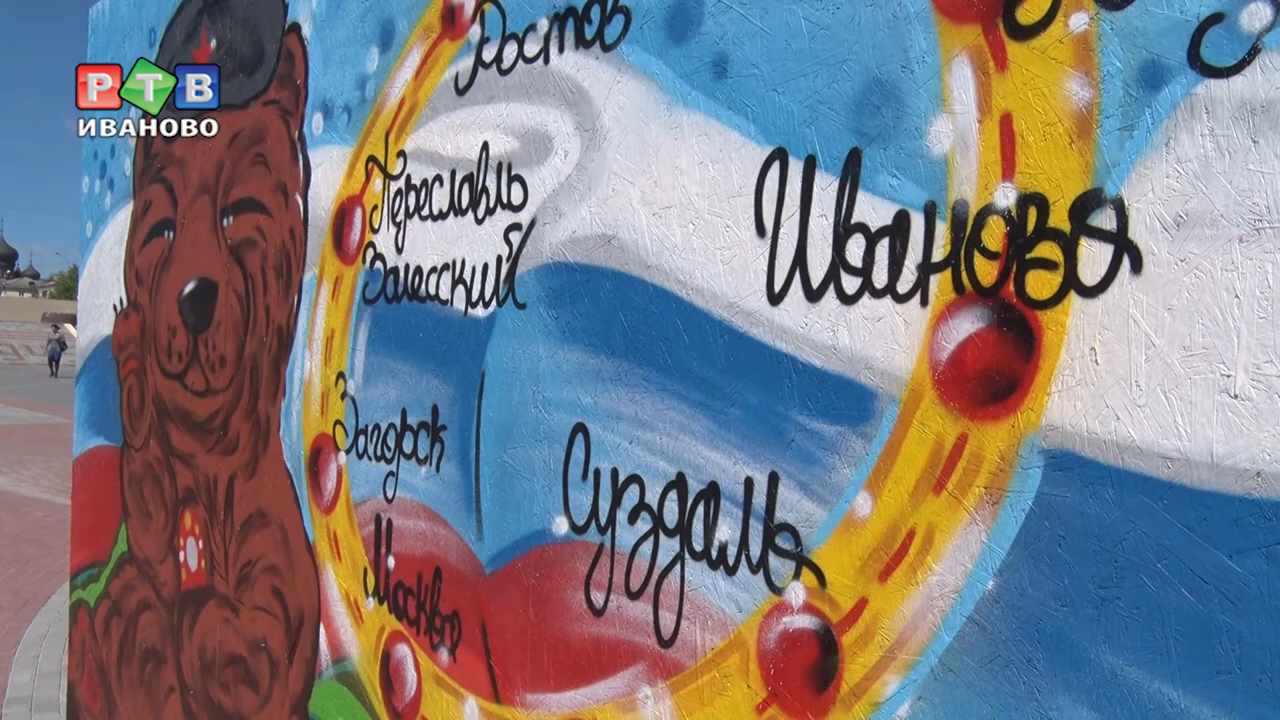 РТВ
ИВАНОВО
Ростов
Переславль
Залесский
Иваново
Загорск
Суздаль
Москва